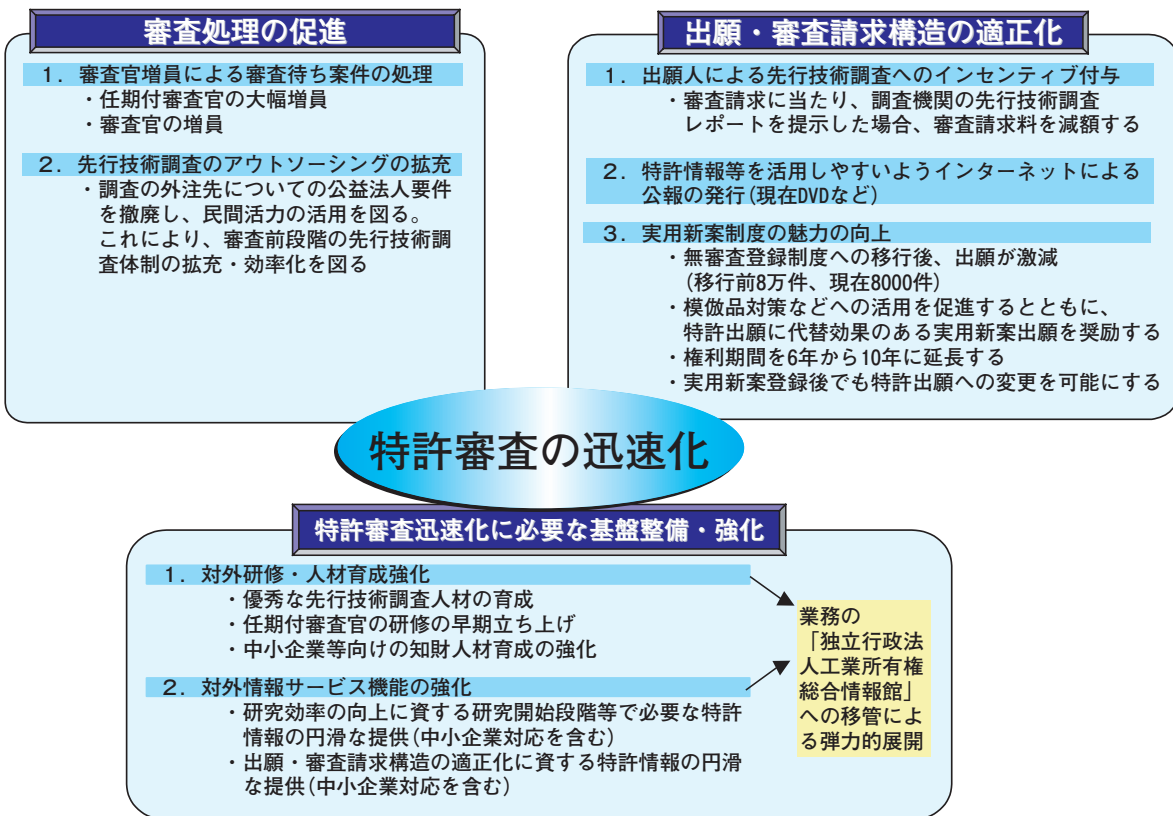 審査処理の促進
1. 審査官増員による審査待ち案件の処理
・任期付審査官の大幅増員
・審査官の増員
2. 先行技術調査のアウトソーシングの拡充
・調査の外注先についての公益法人要件
を撤廃し、民間活力の活用を図る。
これにより、審査前段階の先行技術調
査体制の拡充・効率化を図る
出願・審査請求構造の適正化
1. 出願人による先行技術調査へのインセンティブ付与
・審査請求に当たり、調査機関の先行技術調査
レポートを提示した場合、審査請求料を減額する
2. 特許情報等を活用しやすいようインターネットによる
公報の発行(現在DVDなど)
3. 実用新案制度の魅力の向上
・無審査登録制度への移行後、出願が激減
(移行前8万件、現在8000件)
・模倣品対策などへの活用を促進するとともに、
特許出願に代替効果のある実用新案出願を奨励する
・権利期間を6年から10年に延長する
・実用新案登録後でも特許出願への変更を可能にする
特許審査の迅速化
特許審査迅速化に必要な基盤整備・強化
1. 対外研修・人材育成強化
・優秀な先行技術調査人材の育成
・任期付審査官の研修の早期立ち上げ
・中小企業等向けの知財人材育成の強化
2. 対外情報サービス機能の強化
・研究効率の向上に資する研究開始段階等で必要な特許
情報の円滑な提供(中小企業対応を含む)
・出願・審査請求構造の適正化に資する特許情報の円滑
な提供(中小企業対応を含む)
業務の
「独立行政法
人工業所有権
総合情報館」
への移管によ
る弾力的展開